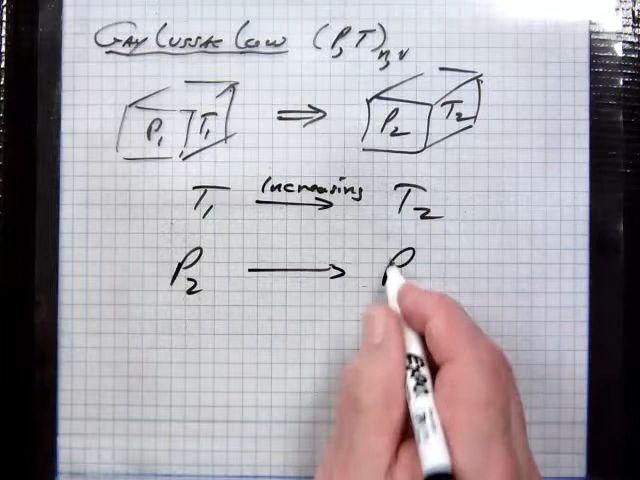 Gay Lussac Law (P, T)n,v
P1 T1 ⇒ P2 T2
T1 increasing → T2
P2 → P
EXPO